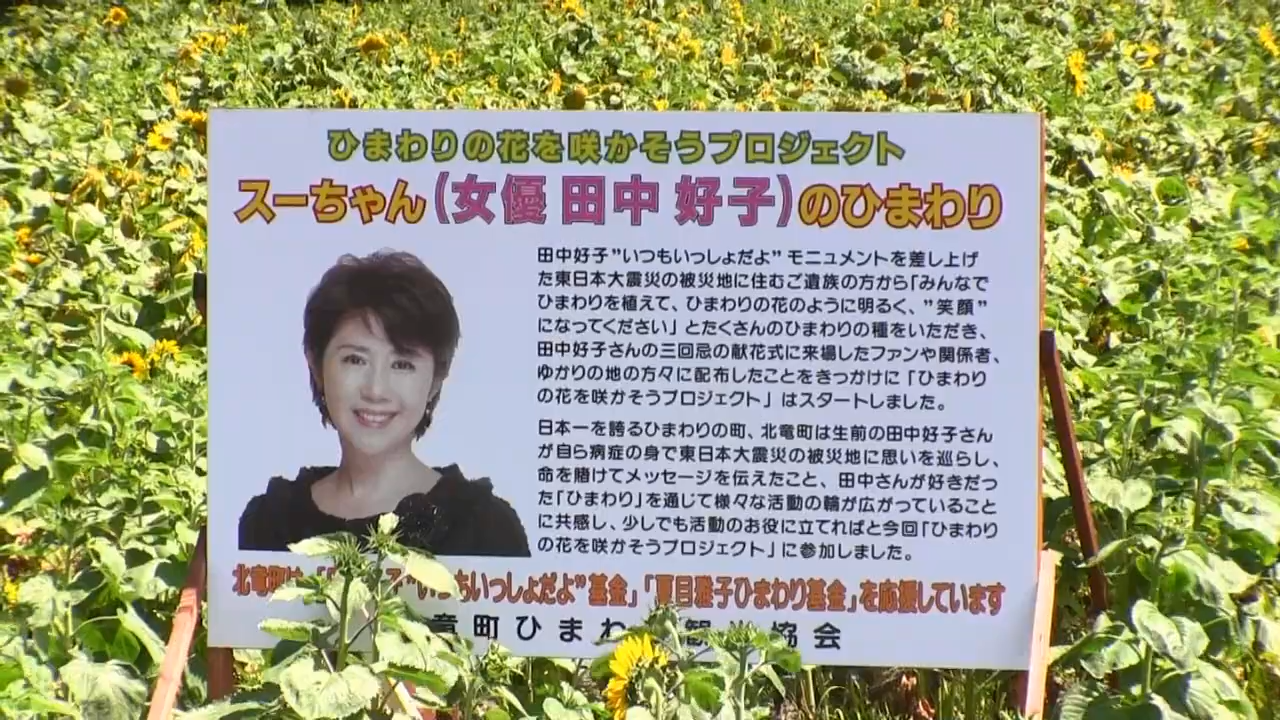 ひまわりの花を咲かそうプロジェクト
スーちゃん(女優 田中 好子)のひまわり
田中好子”いつもいっしょだよ”モニュメントを差し上げ
た東日本大震災の被災地に住むご遺族の方から「みんなで
ひまわりを植えて、ひまわりの花のように明るく、”笑顔”
になってください」とたくさんのひまわりの種をいただき、
田中好子さんの三回忌の献花式に来場したファンや関係者、
ゆかりの地の方々に配布したことをきっかけに「ひまわり
の花を咲かそうプロジェクト」はスタートしました。
日本一を誇るひまわりの町、北竜町は生前の田中好子さん
が自ら病症の身で東日本大震災の被災地に思いを巡らし、
命を賭けてメッセージを伝えたこと、田中さんが好きだっ
た「ひまわり」を通じて様々な活動の輪が広がっていること
に共感し、少しでも活動のお役に立てればと今回「ひまわり
の花を咲かそうプロジェクト」に参加しました。
北竜町は、「 子”いつもいっしょだよ”基金」「夏目雅子ひまわり基金」を応援しています
竜町ひまわ 観光協会